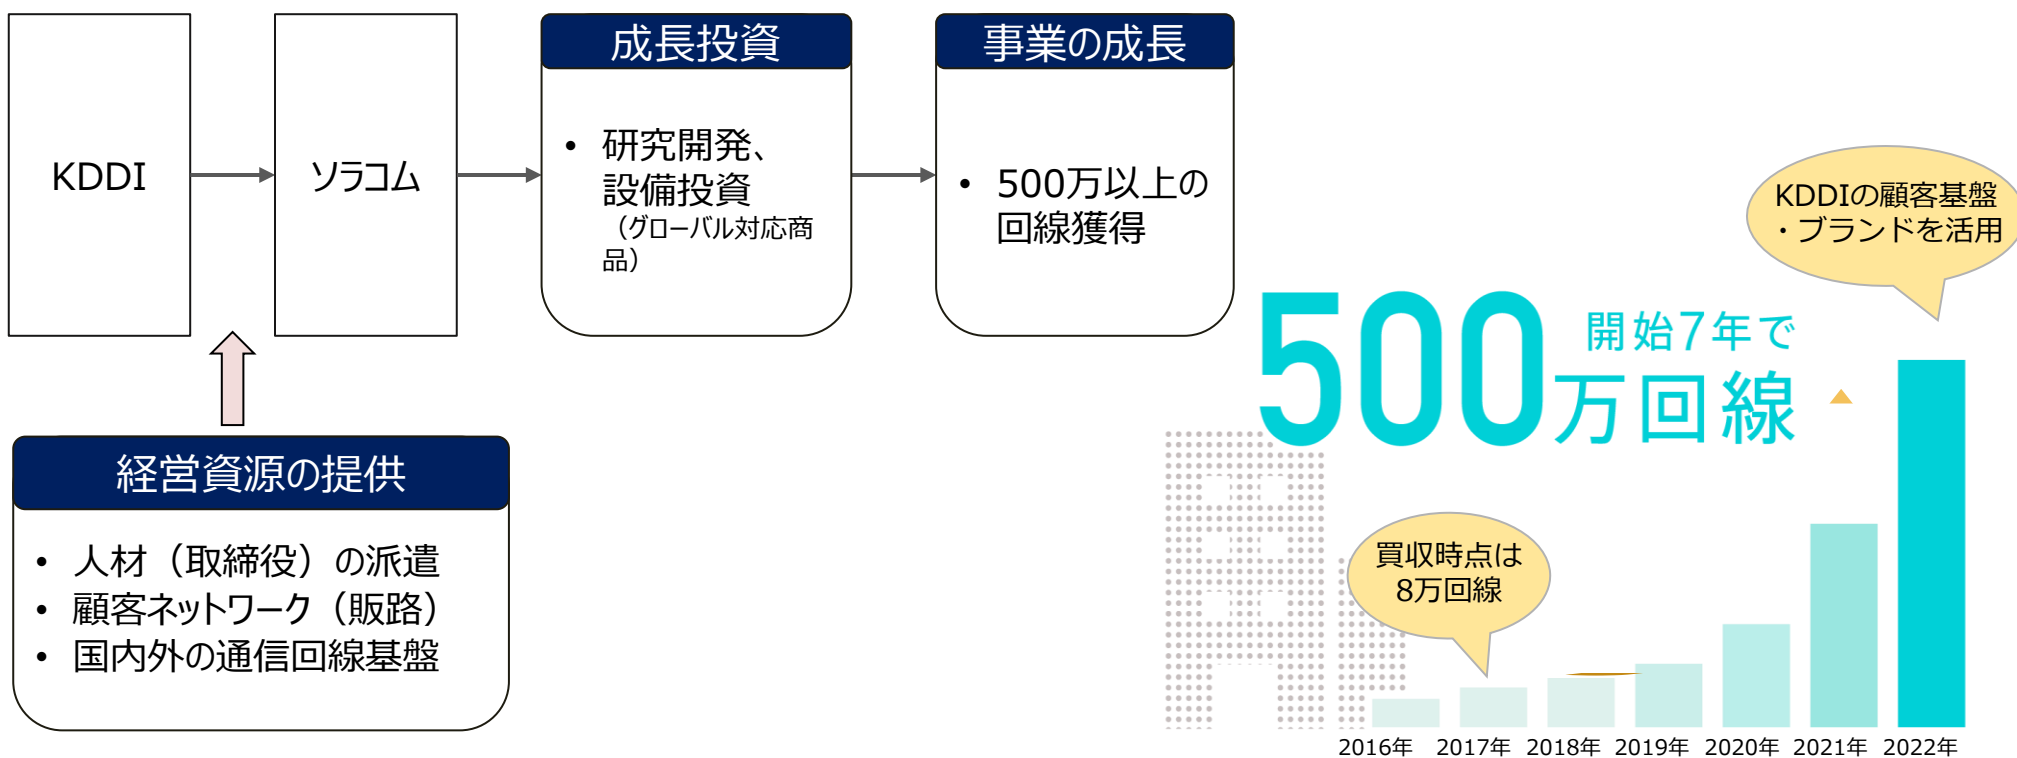 KDDI
ソラコム
成長投資
• 研究開発、
設備投資
（グローバル対応商
品）
事業の成長
• 500万以上の
回線獲得
経営資源の提供
• 人材（取締役）の派遣
• 顧客ネットワーク（販路）
• 国内外の通信回線基盤
KDDIの顧客基盤
・ブランドを活用
開始7年で
500万回線
買収時点は
8万回線
2016年 2017年 2018年 2019年 2020年 2021年 2022年